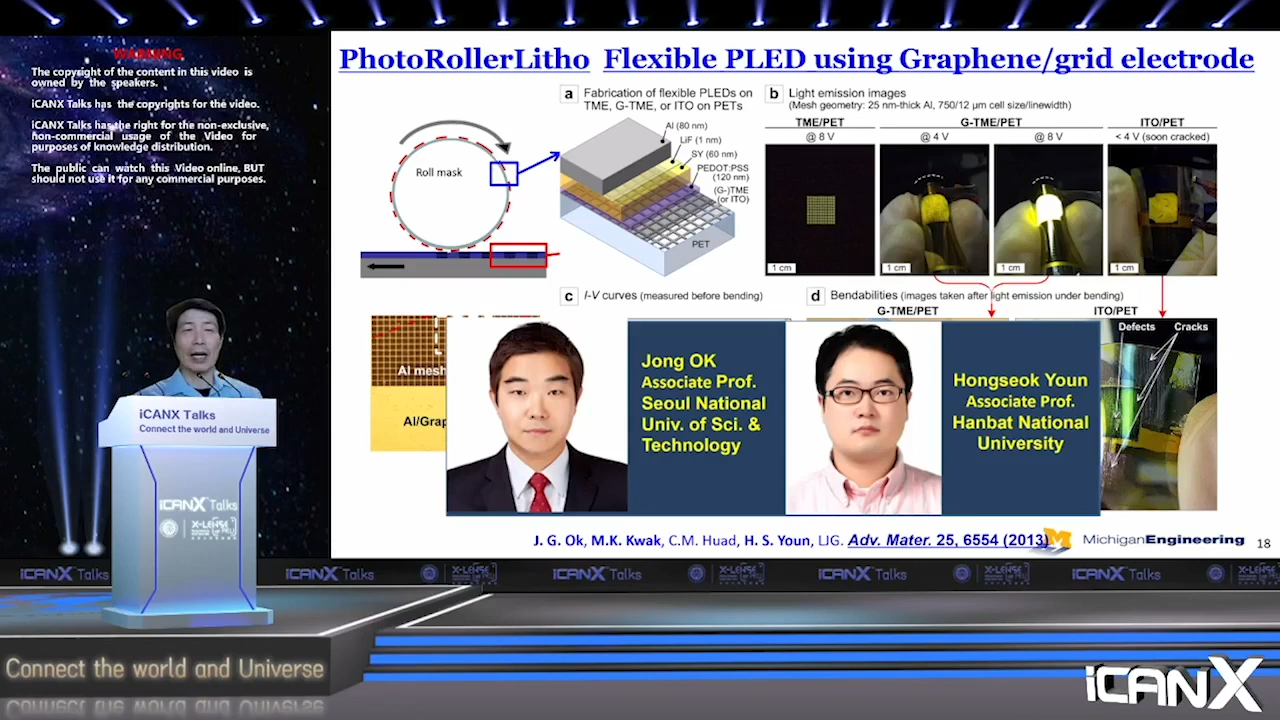 WARNING
The copyright of the content in this video is
owned by the speakers.
iCANX Talks has the copyrights for the video.
iCANX Talks has the right for the non-exclusive,
non-commercial usage of the Video for
purposes of knowledge distribution.
The public can watch this Video online, BUT
should not use it for any commercial purposes.
PhotoRollerLitho Flexible PLED using Graphene/grid electrode
Roll mask
a Fabrication of flexible PLEDs on
TME, G-TME, or ITO on PETs
Al (80 nm)
LiF (1 nm)
SY (60 nm)
PEDOT:PSS
(120 nm)
(G-)TME
(or ITO)
PET
b Light emission images
(Mesh geometry: 25 nm-thick Al, 750/12 μm cell size/linewidth)
TME/PET G-TME/PET ITO/PET
@ 8 V @ 4 V @ 8 V < 4 V (soon cracked)
1 cm 1 cm 1 cm 1 cm
c I-V curves (measured before bending)
d Bendabilities (images taken after light emission under bending)
G-TME/PET ITO/PET
Defects Cracks
Al mesh
Al/Grap
Jong OK
Associate Prof.
Seoul National
Univ. of Sci. &
Technology
Hongseok Youn
Associate Prof.
Hanbat National
University
J. G. Ok, M.K. Kwak, C.M. Huad, H. S. Youn, LJG. Adv. Mater. 25, 6554 (2013)
M MichiganEngineering
18
iCANX Talks
Connect the world and Universe
iCANX Talks
X-LENSE
iCANX Talks
iCANX Talks
X-LENSE
iCANX Talks
X-LENSE
iCANX Talks
X-LENSE
iCANX Talks
X-LENSE
Connect the world and Universe
iCANX